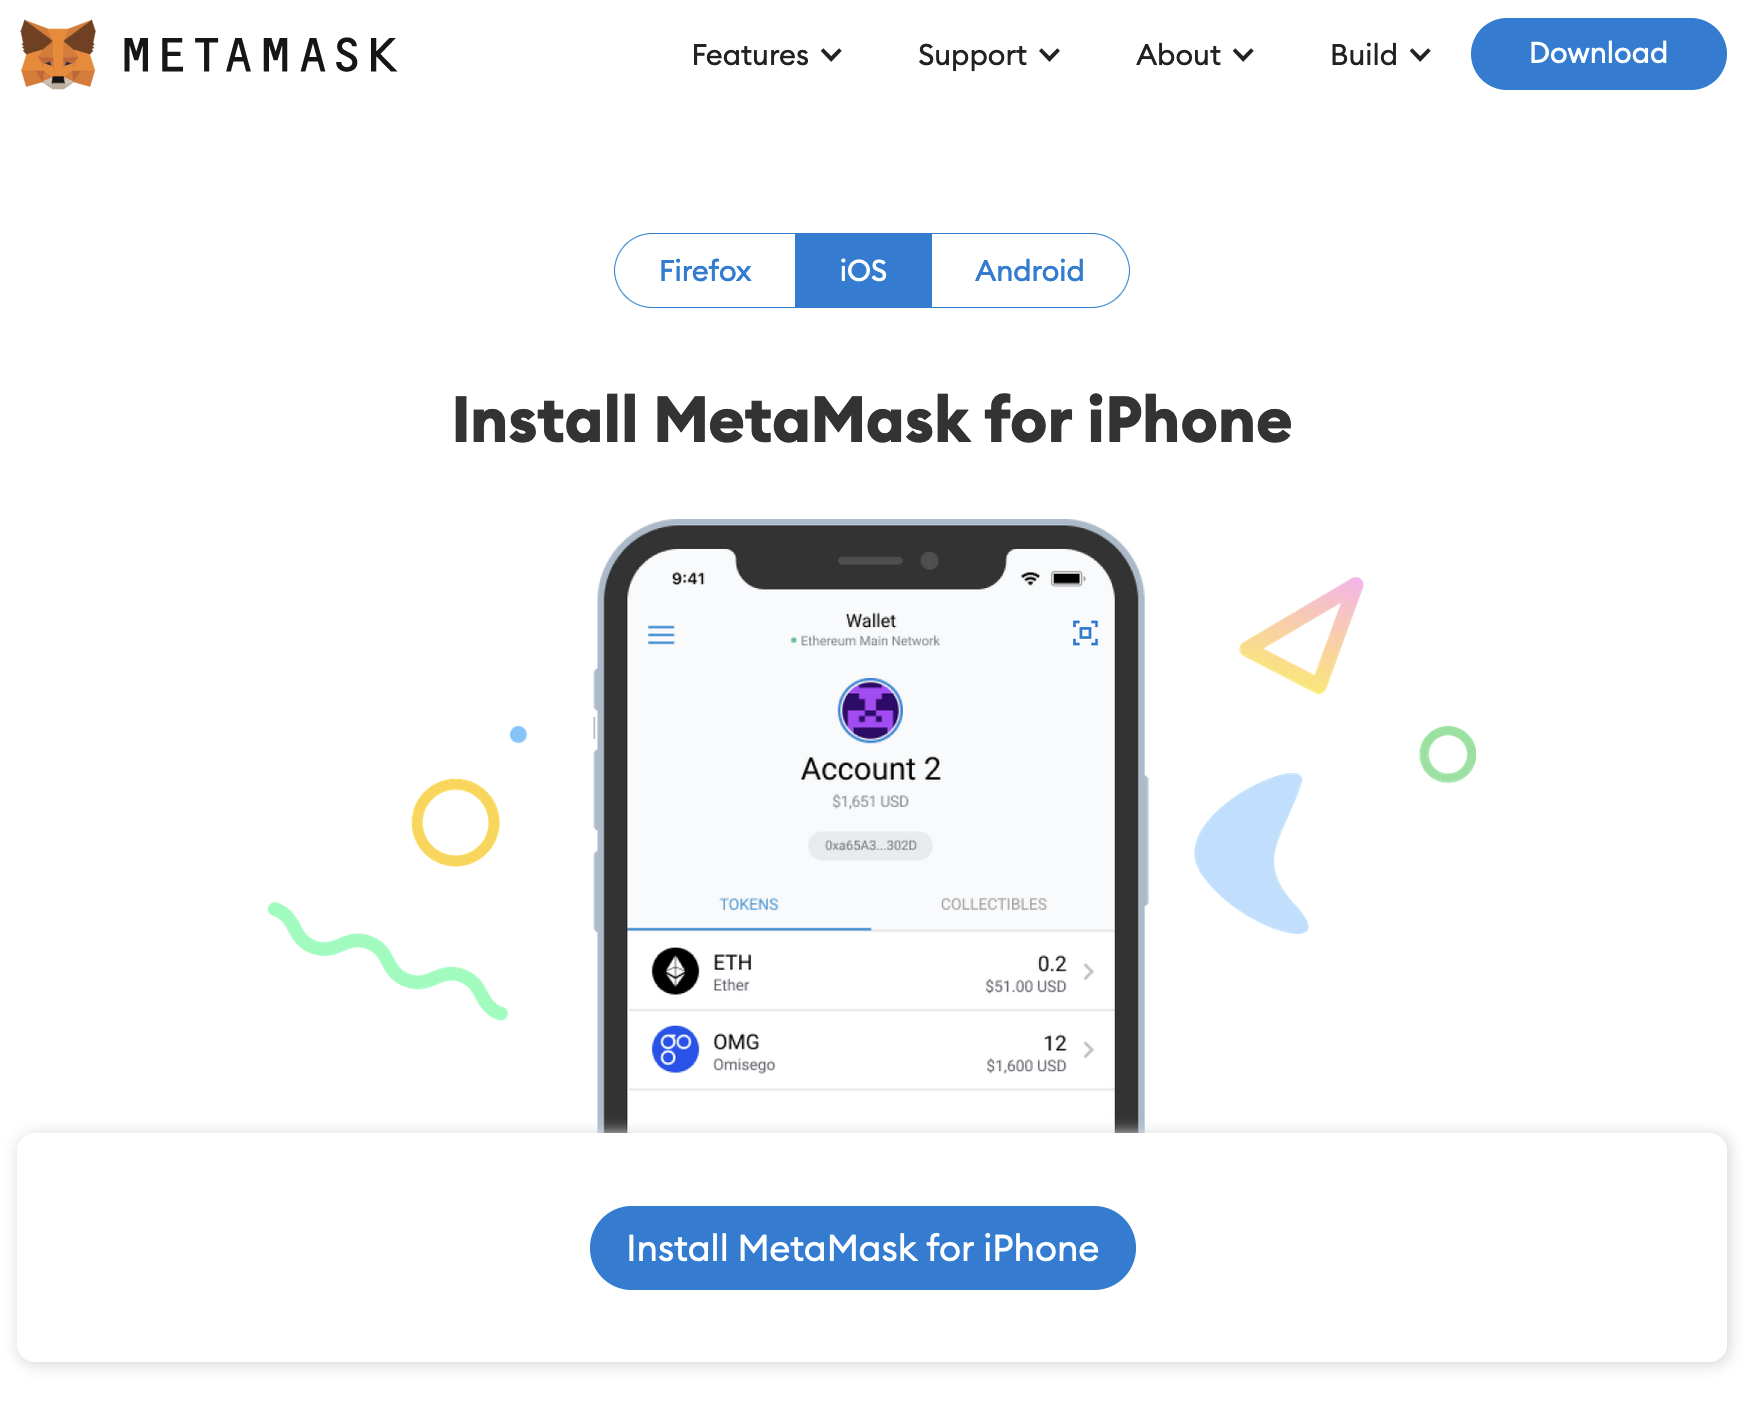 METAMASK
Features
Support
About
Build
Download
Firefox
iOS
Android
Install MetaMask for iPhone
9:41
Wallet
Ethereum Main Network
Account 2
$1,651 USD
0xa65A3...302D
TOKENS
COLLECTIBLES
ETH
0.2
Ether
$51.00 USD
OMG
12
Omisego
$1,600 USD
Install MetaMask for iPhone